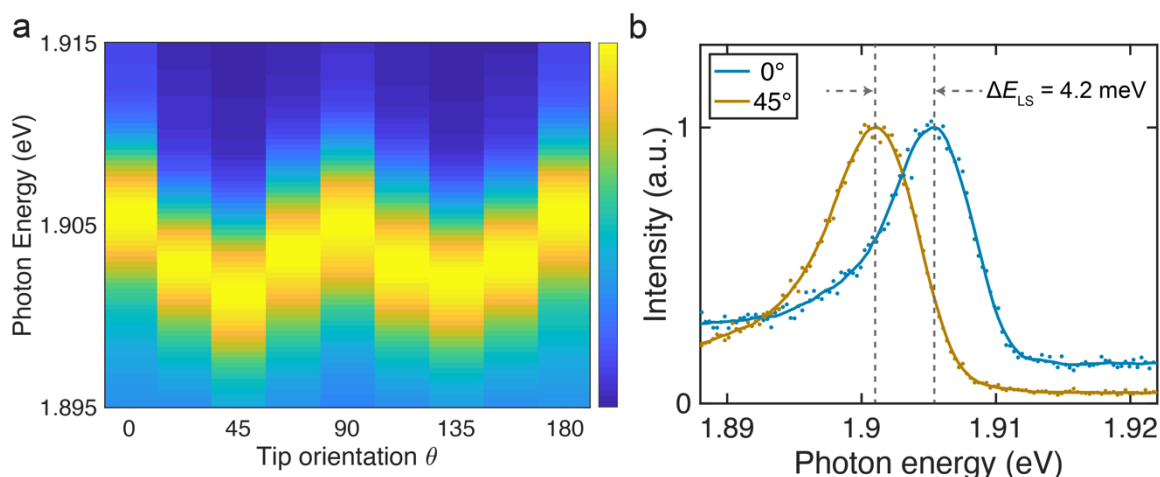 a
1.915
1.905
1.895
Photon Energy (eV)
0 45 90 135 180
Tip orientation θ
b
0°
45°
ΔE_LS = 4.2 meV
1
0
Intensity (a.u.)
1.89 1.9 1.91 1.92
Photon energy (eV)